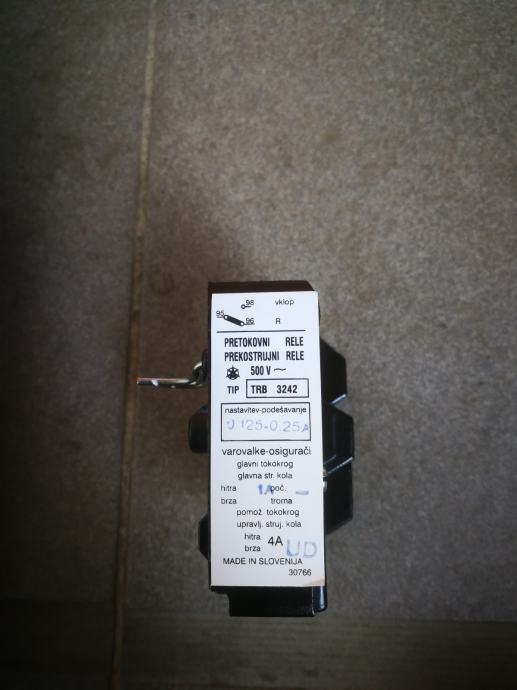 98 vklop
95 96 R
PRETOKOVNI RELE
PREKOSTRUJNI RELE
500 V ~
TIP TRB 3242
nastavitev-podešavanje
0 125-0.25A
varovalke-osigurači
glavni tokokrog
glavna str. kola
hitra 1A poč. -
brza troma
pomož. tokokrog
upravlj. struj. kola
hitra 4A
brza UD
MADE IN SLOVENIJA
30766